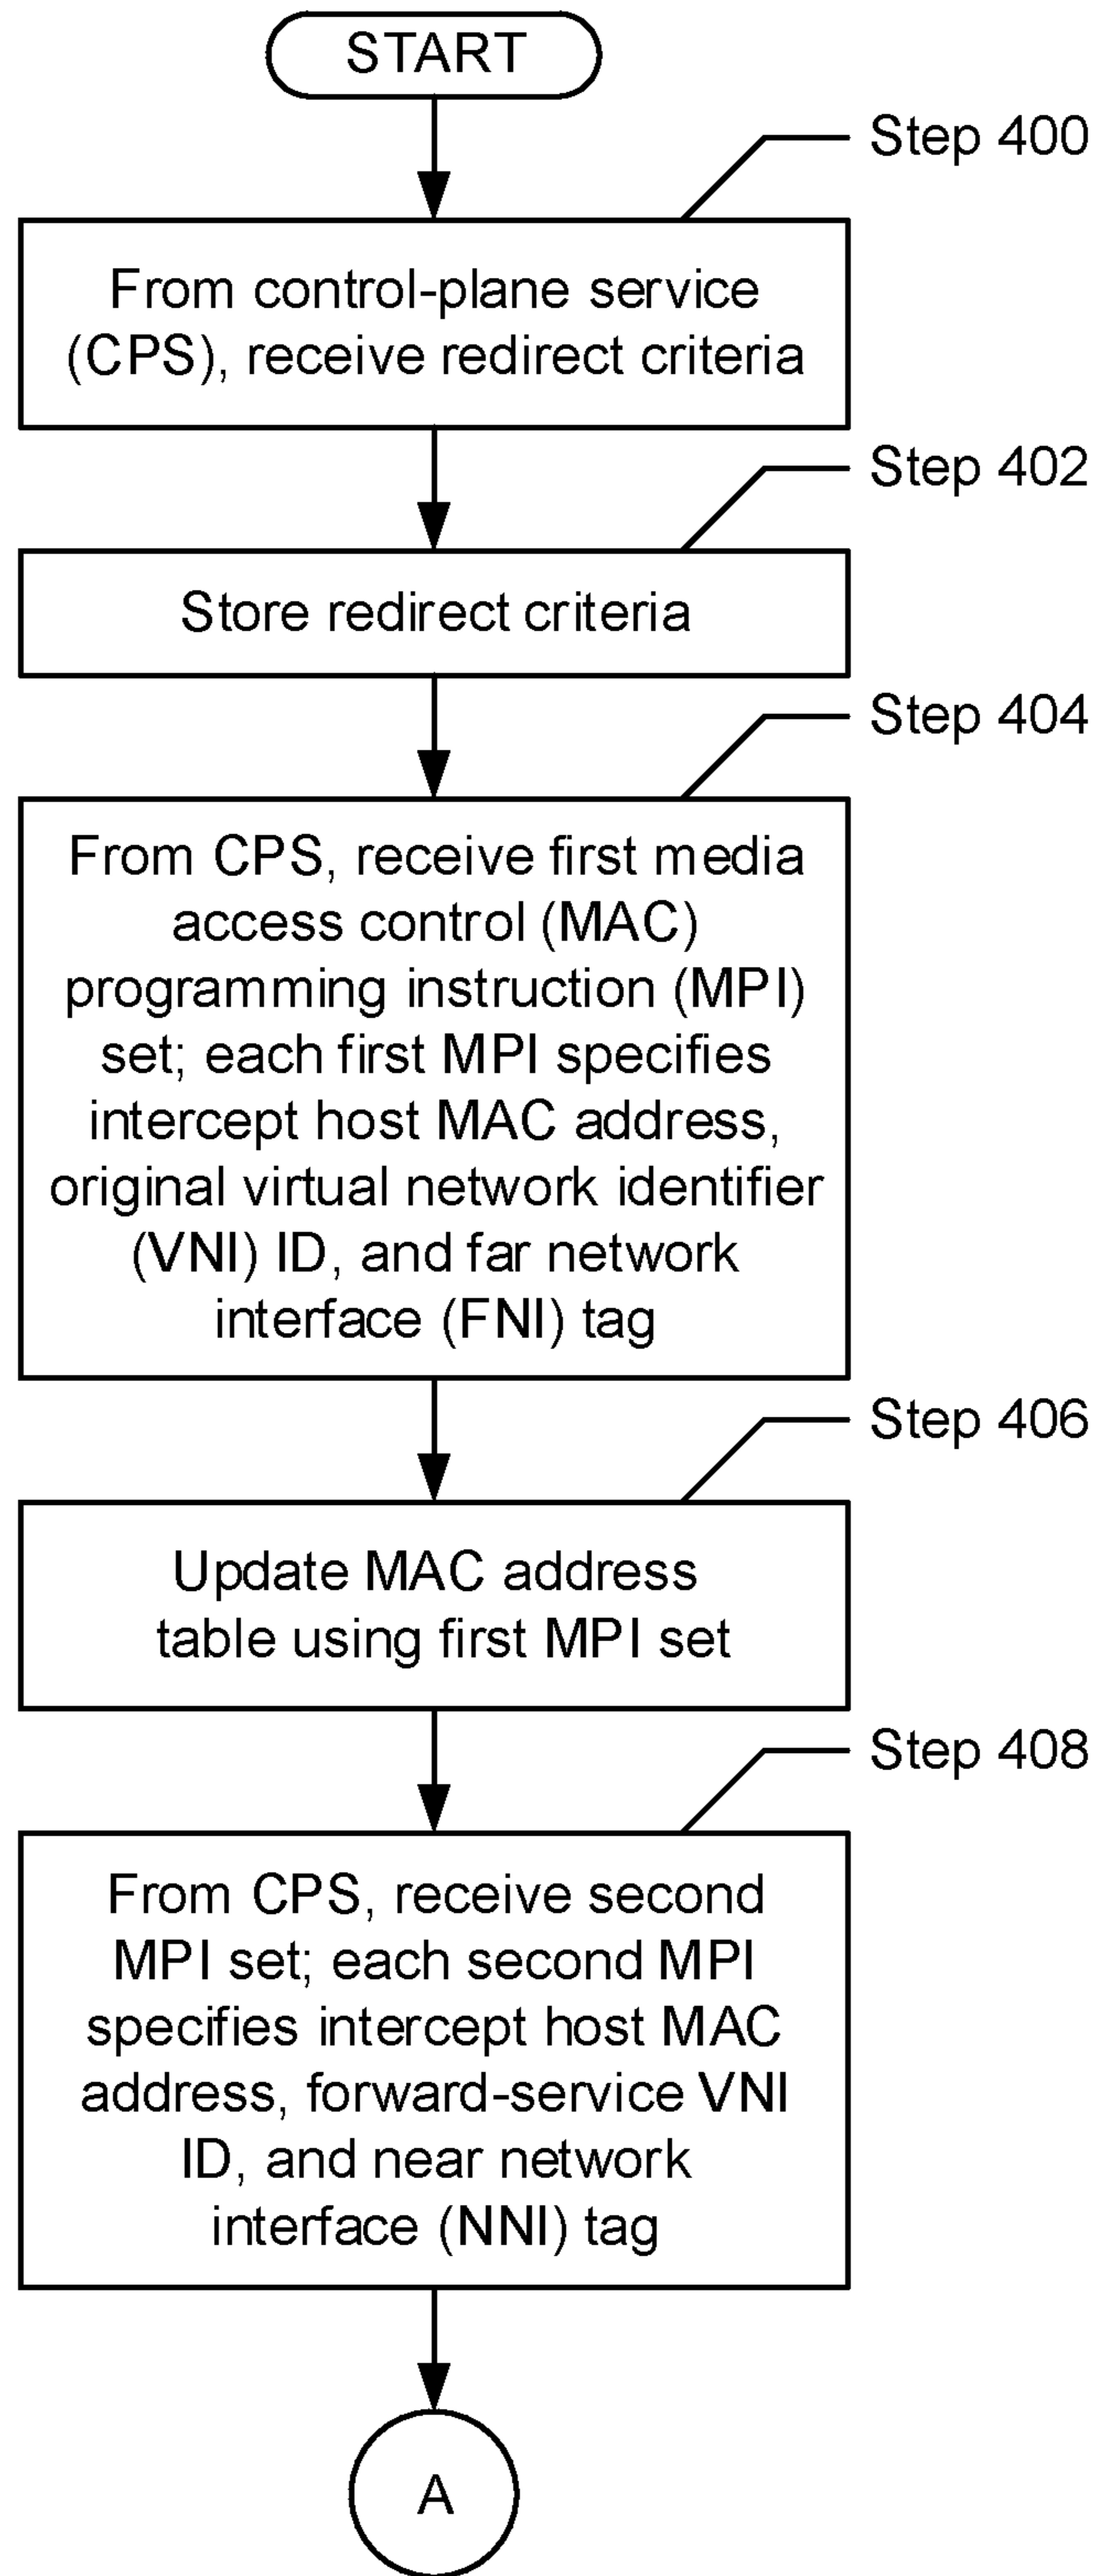 START
Step 400
From control-plane service
(CPS), receive redirect criteria
Step 402
Store redirect criteria
Step 404
From CPS, receive first media
access control (MAC)
programming instruction (MPI)
set; each first MPI specifies
intercept host MAC address,
original virtual network identifier
(VNI) ID, and far network
interface (FNI) tag
Step 406
Update MAC address
table using first MPI set
Step 408
From CPS, receive second
MPI set; each second MPI
specifies intercept host MAC
address, forward-service VNI
ID, and near network
interface (NNI) tag
A